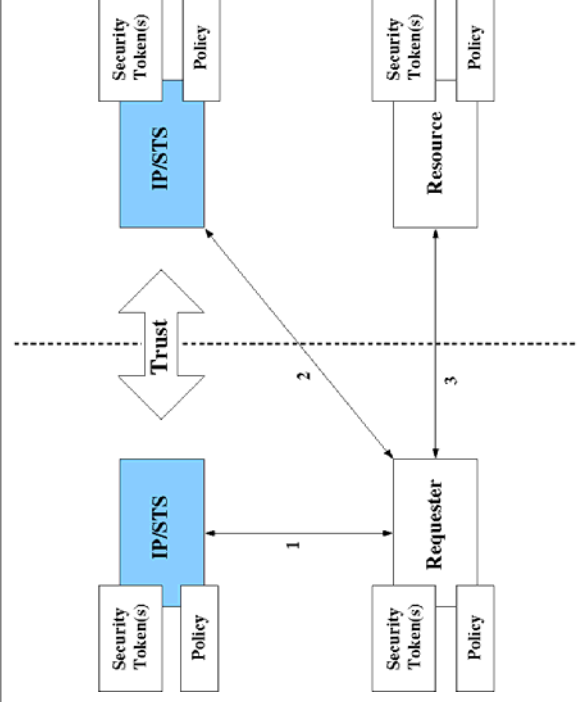 Security
Token(s)
Policy
IP/STS
Trust
IP/STS
Security
Token(s)
Policy
1
2
Security
Token(s)
Policy
Requester
3
Resource
Security
Token(s)
Policy